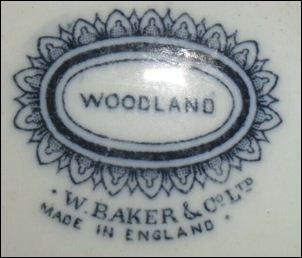 WOODLAND
· W. BAKER & Co LTD ·
MADE IN ENGLAND